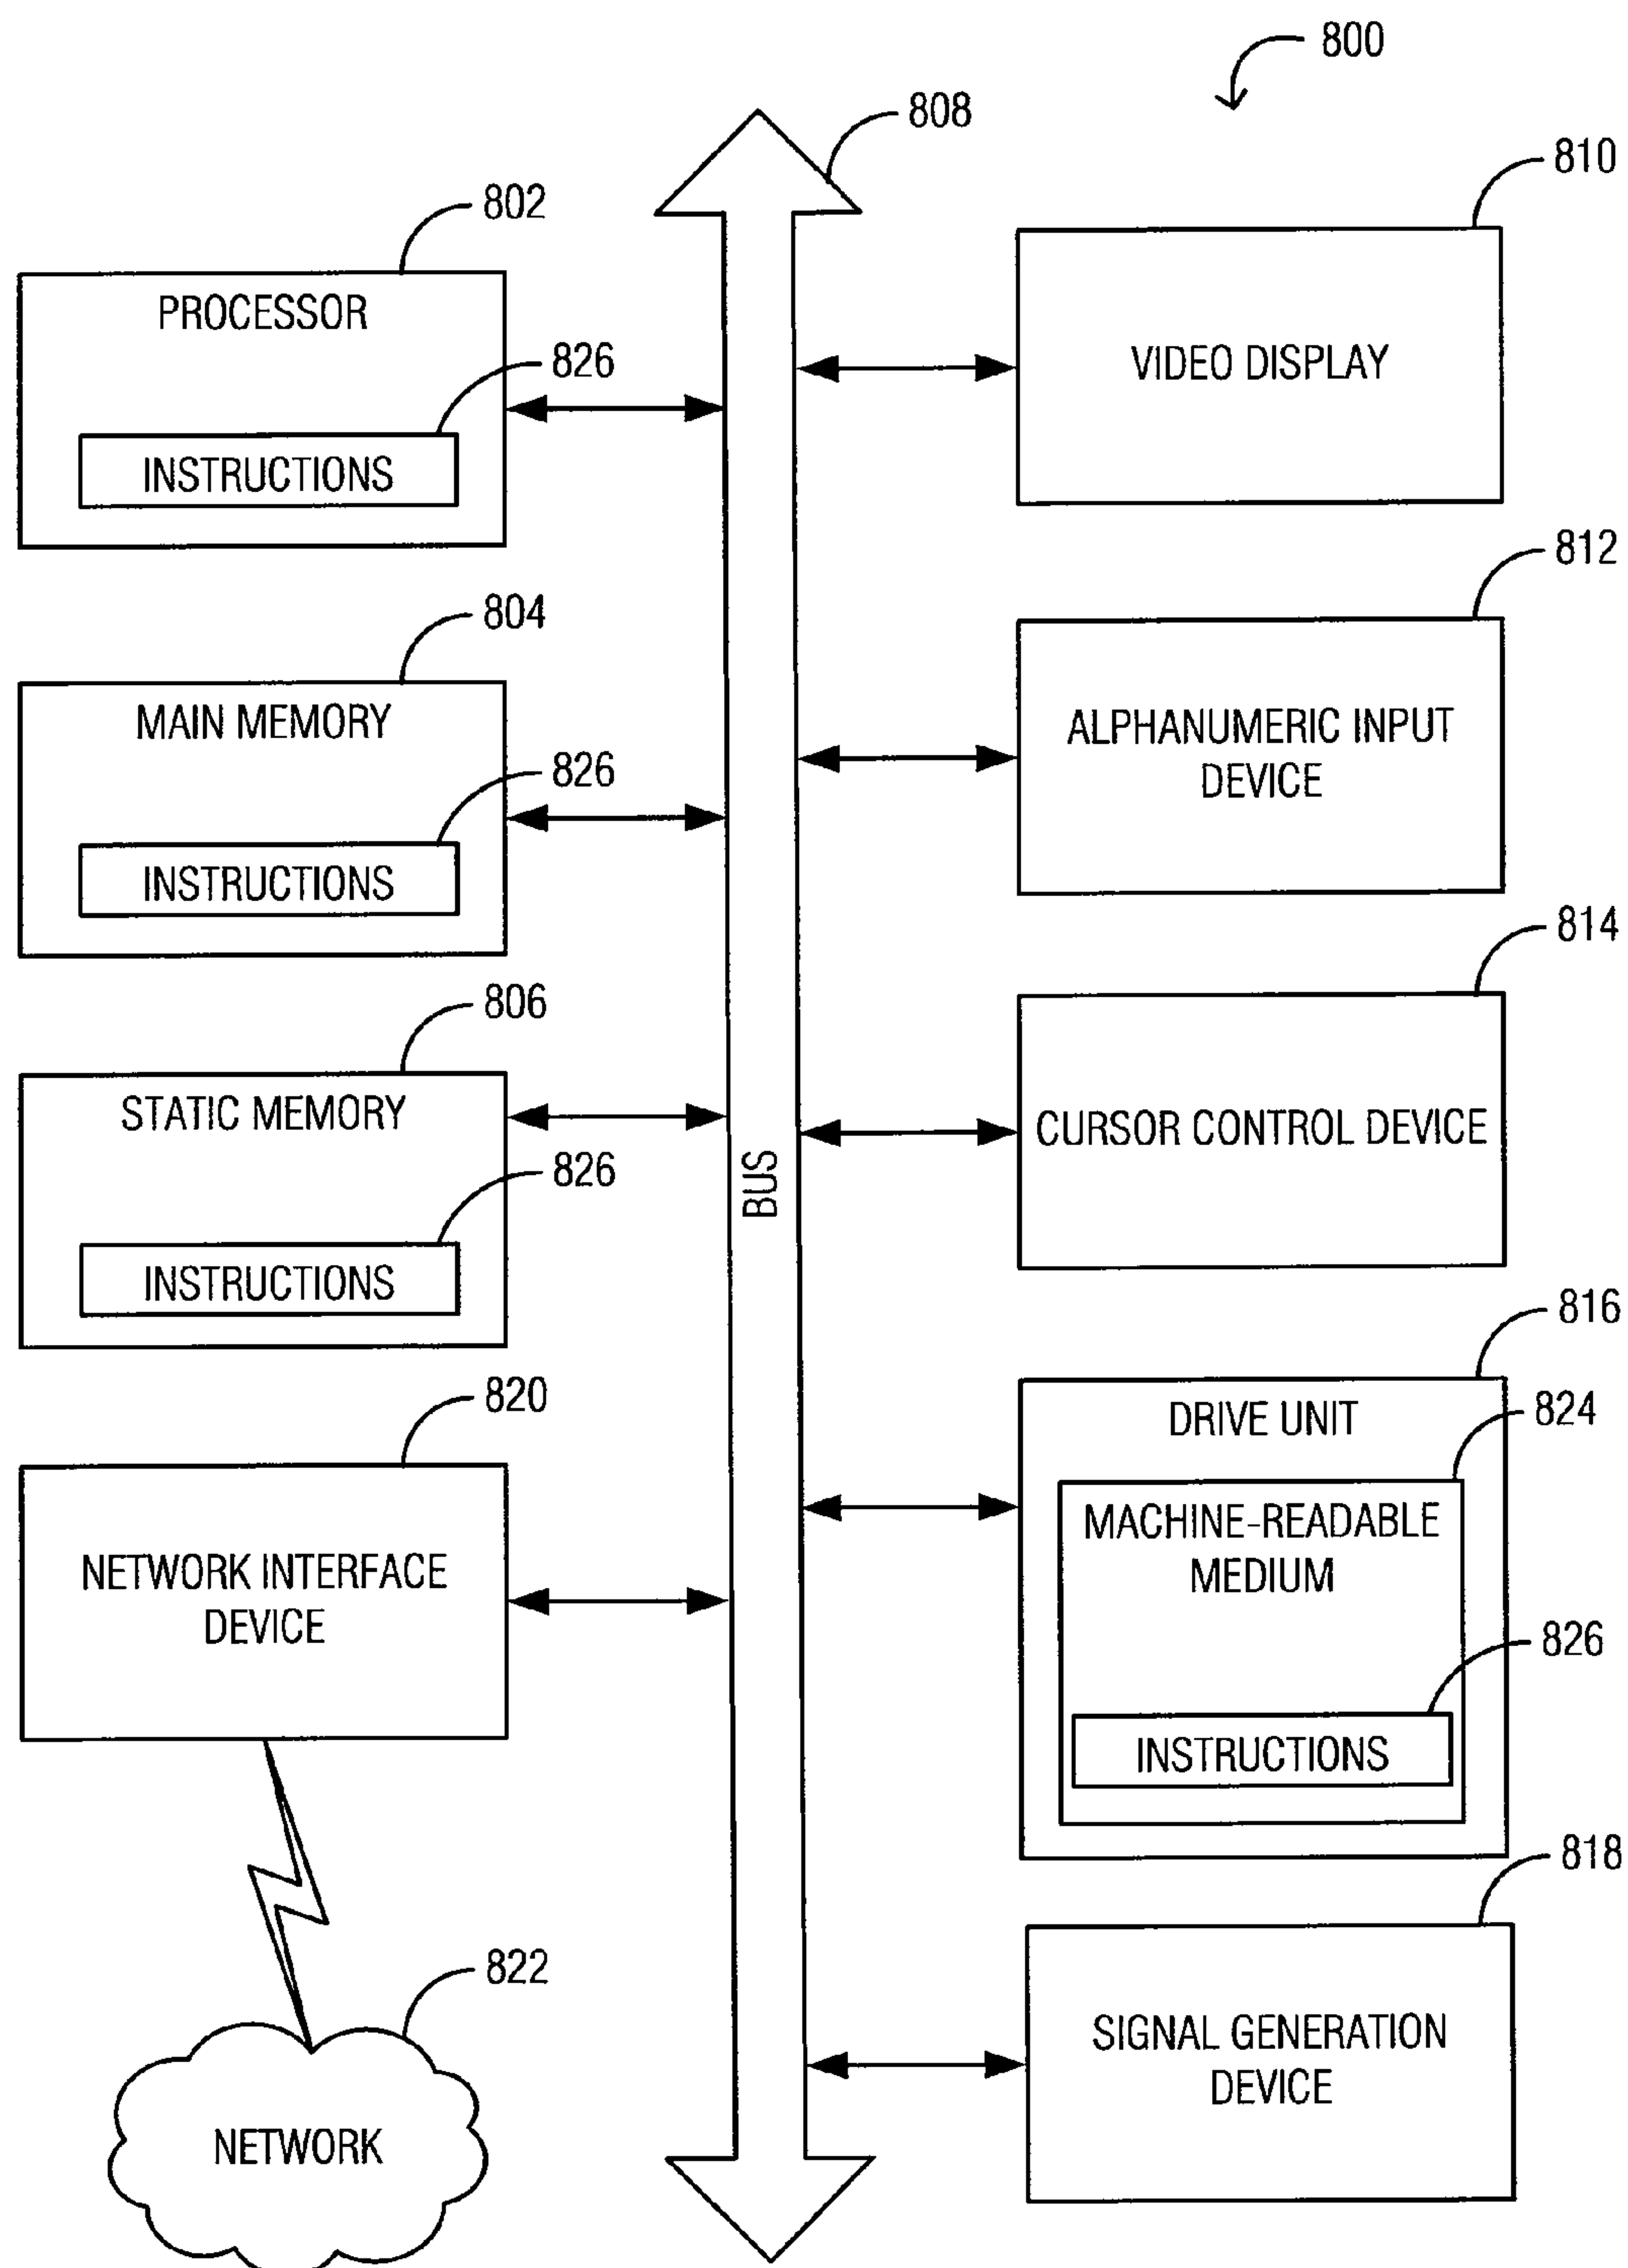 800
808
802
PROCESSOR
826
INSTRUCTIONS
804
MAIN MEMORY
826
INSTRUCTIONS
806
STATIC MEMORY
826
INSTRUCTIONS
820
NETWORK INTERFACE
DEVICE
822
NETWORK
BUS
810
VIDEO DISPLAY
812
ALPHANUMERIC INPUT
DEVICE
814
CURSOR CONTROL DEVICE
816
DRIVE UNIT
824
MACHINE-READABLE
MEDIUM
826
INSTRUCTIONS
818
SIGNAL GENERATION
DEVICE